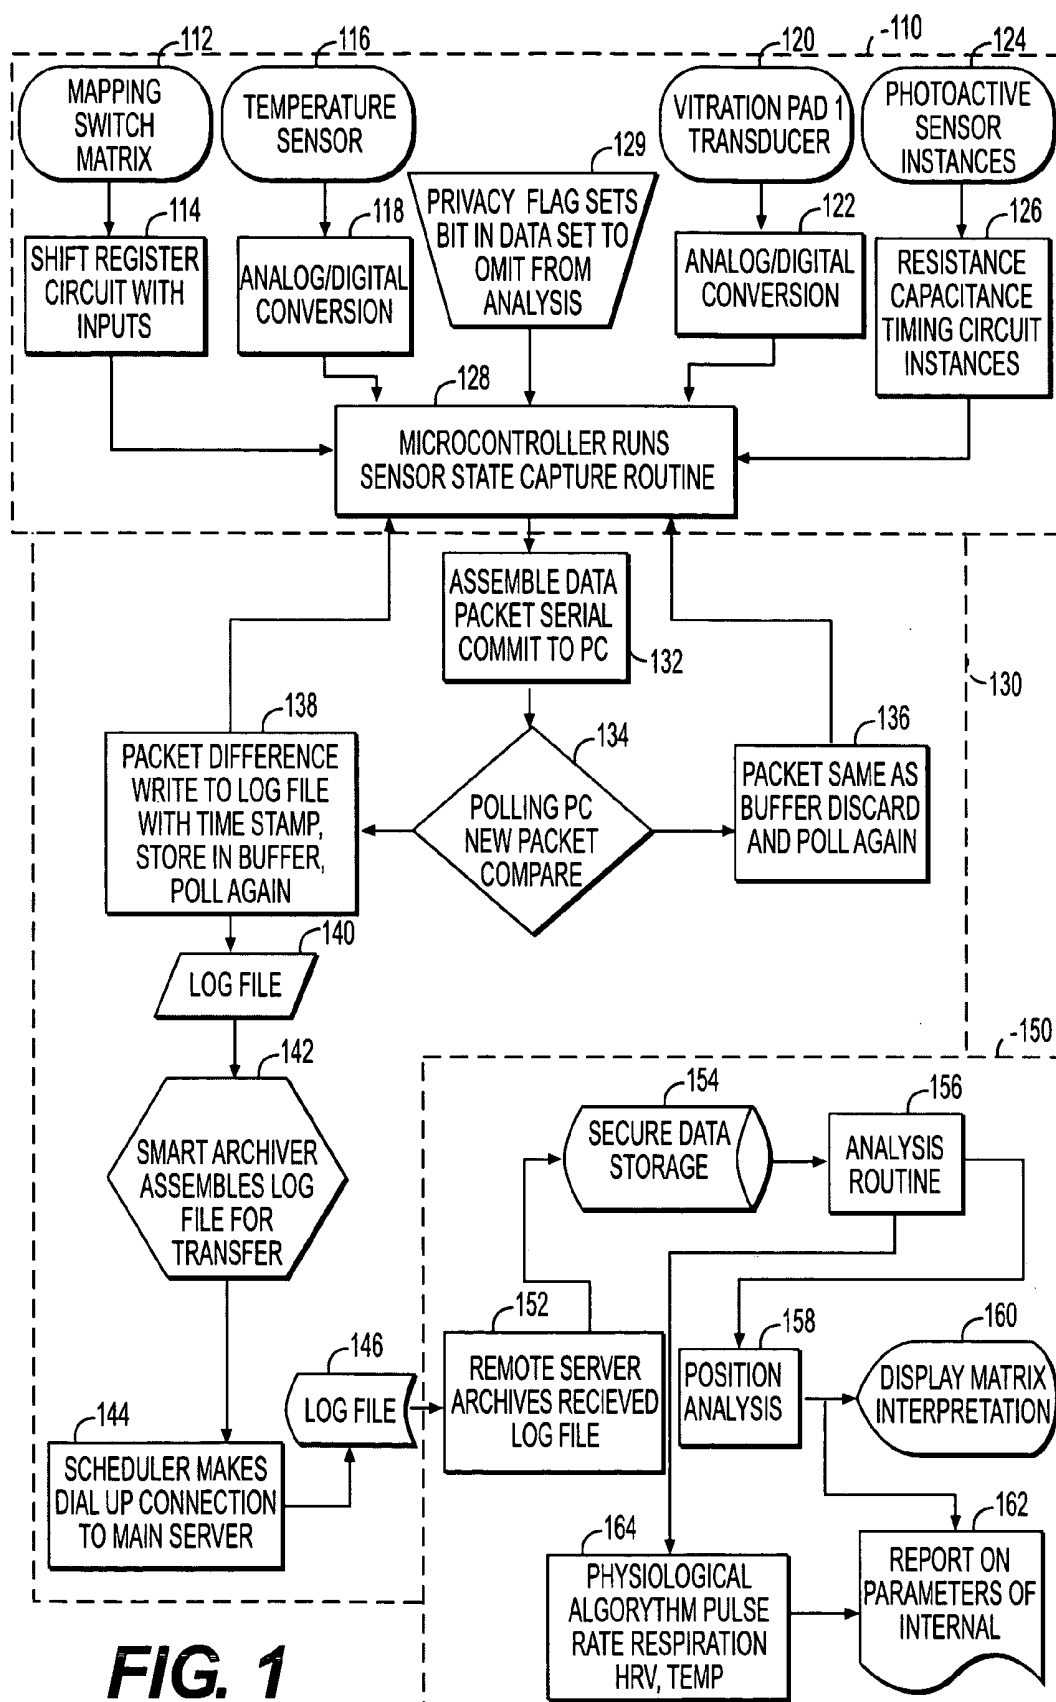 112
116
120
-110
124
MAPPING
SWITCH
MATRIX
TEMPERATURE
SENSOR
VITRATION PAD 1
TRANSDUCER
PHOTOACTIVE
SENSOR
INSTANCES
129
114
118
122
126
SHIFT REGISTER
CIRCUIT WITH
INPUTS
ANALOG/DIGITAL
CONVERSION
PRIVACY FLAG SETS
BIT IN DATA SET TO
OMIT FROM
ANALYSIS
ANALOG/DIGITAL
CONVERSION
RESISTANCE
CAPACITANCE
TIMING CIRCUIT
INSTANCES
128
MICROCONTROLLER RUNS
SENSOR STATE CAPTURE ROUTINE
ASSEMBLE DATA
PACKET SERIAL
COMMIT TO PC
132
130
138
134
136
PACKET DIFFERENCE
WRITE TO LOG FILE
WITH TIME STAMP,
STORE IN BUFFER,
POLL AGAIN
POLLING PC
NEW PACKET
COMPARE
PACKET SAME AS
BUFFER DISCARD
AND POLL AGAIN
140
LOG FILE
142
SMART ARCHIVER
ASSEMBLES LOG
FILE FOR
TRANSFER
-150
154
156
SECURE DATA
STORAGE
ANALYSIS
ROUTINE
144
SCHEDULER MAKES
DIAL UP CONNECTION
TO MAIN SERVER
146
LOG FILE
152
REMOTE SERVER
ARCHIVES RECIEVED
LOG FILE
158
POSITION
ANALYSIS
160
DISPLAY MATRIX
INTERPRETATION
164
PHYSIOLOGICAL
ALGORYTHM PULSE
RATE RESPIRATION
HRV, TEMP
162
REPORT ON
PARAMETERS OF
INTERNAL
FIG. 1